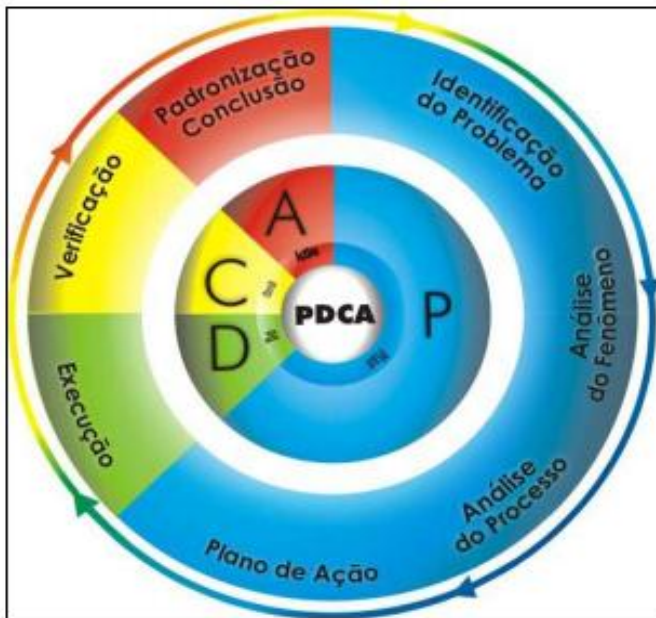 Identificação
do Problema
Análise
do Fenômeno
Análise
do Processo
Plano de Ação
Execução
Verificação
Padronização
Conclusão
P
D
C
A
PDCA